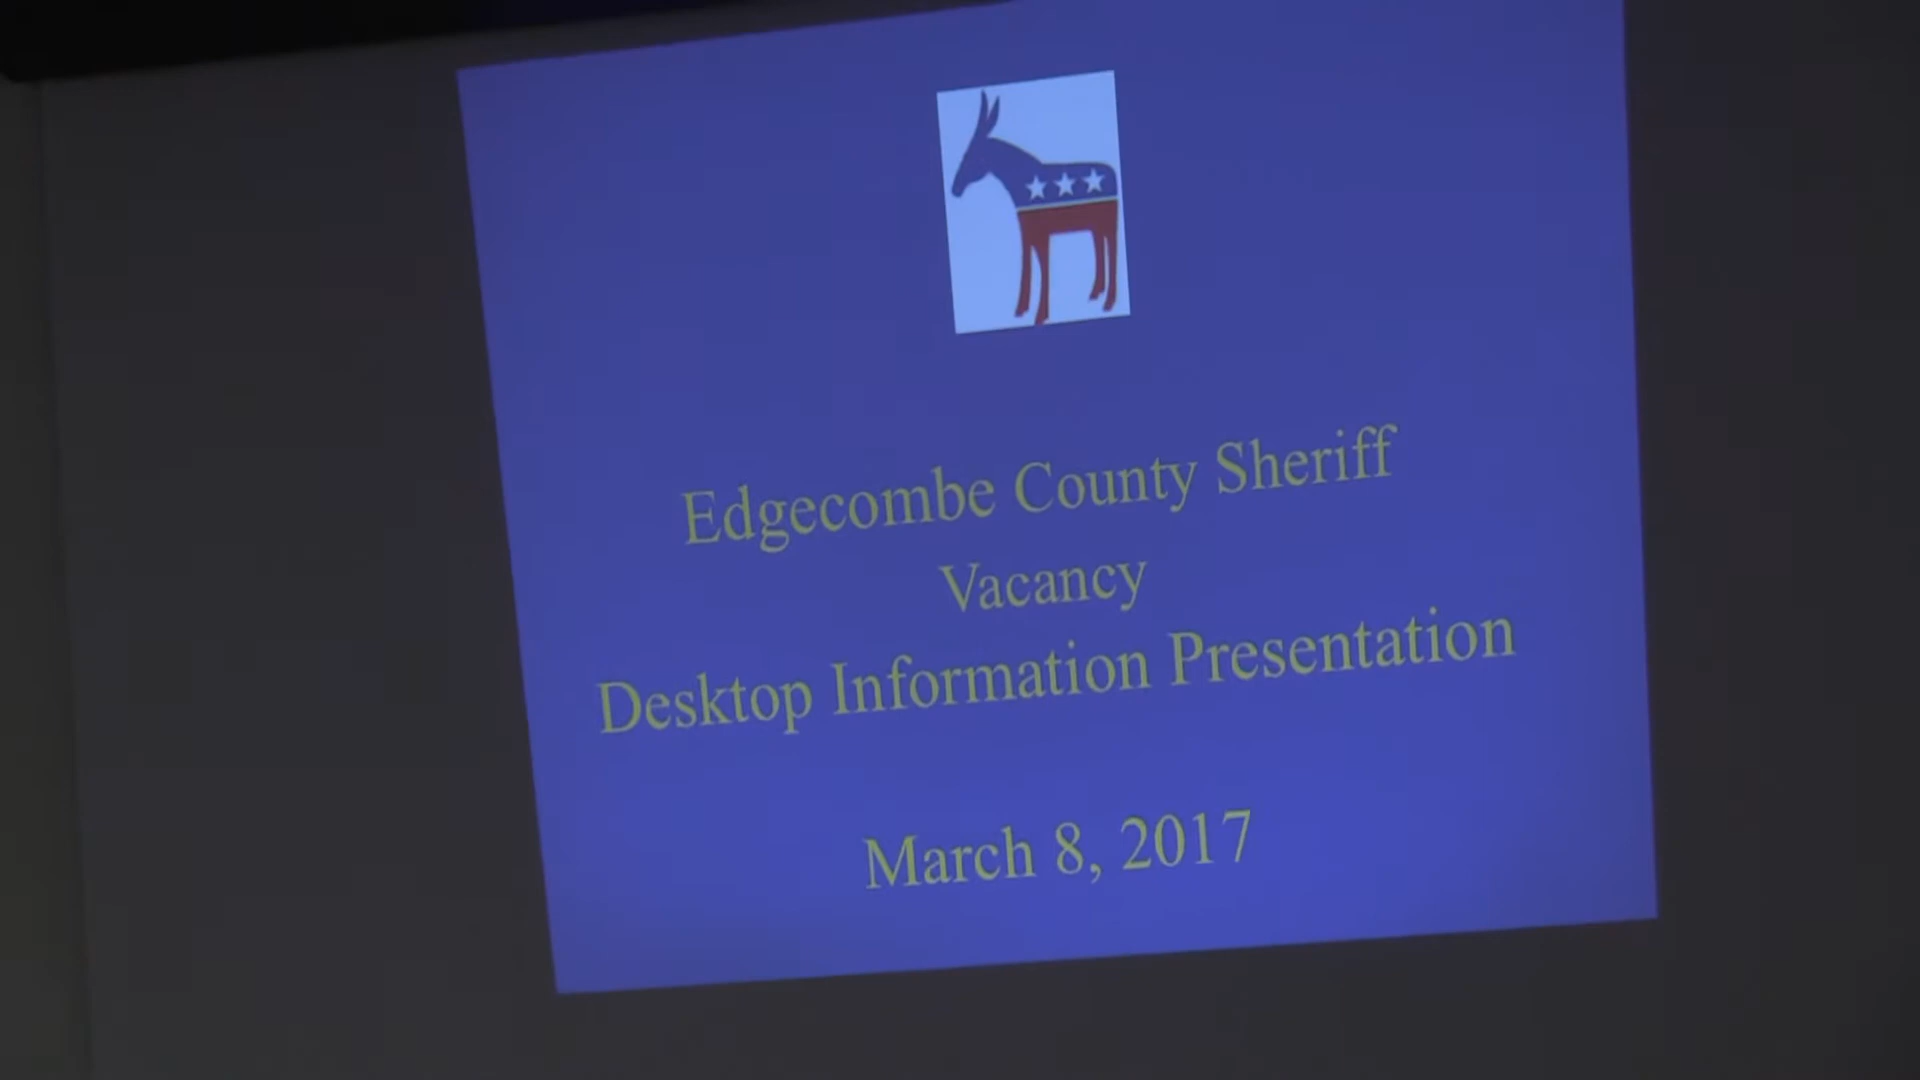 Edgecombe County Sheriff
Vacancy
Desktop Information Presentation
March 8, 2017